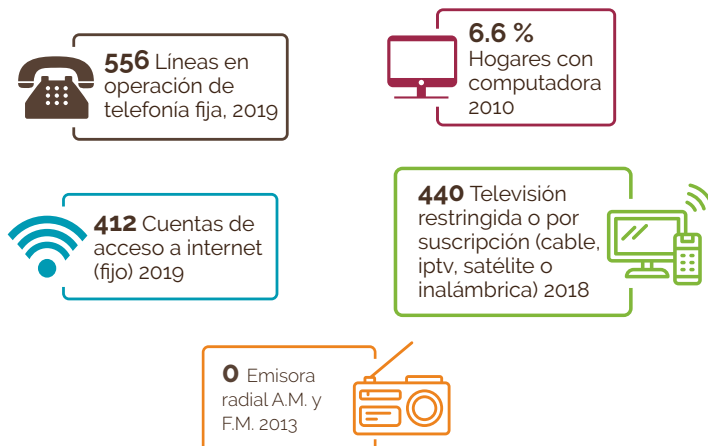 556 Líneas en
operación de
telefonía fija, 2019
6.6 %
Hogares con
computadora
2010
412 Cuentas de
acceso a internet
(fijo) 2019
440 Televisión
restringida o por
suscripción (cable,
iptv, satélite o
inalámbrica) 2018
0 Emisora
radial A.M. y
F.M. 2013